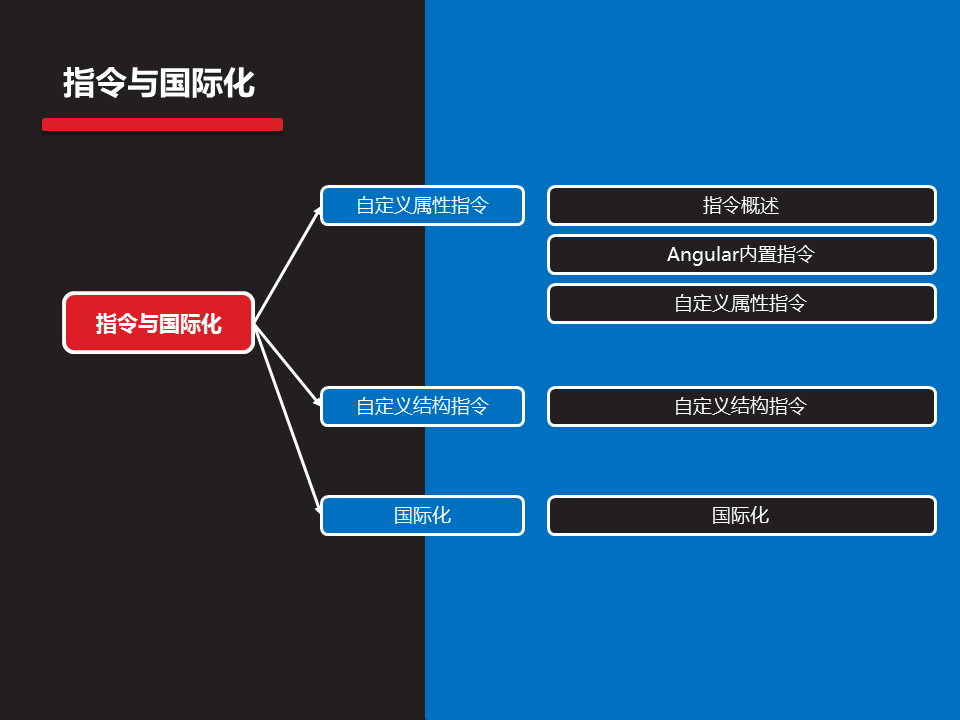 指令与国际化
自定义属性指令
指令概述
Angular内置指令
自定义属性指令
指令与国际化
自定义结构指令
自定义结构指令
国际化
国际化